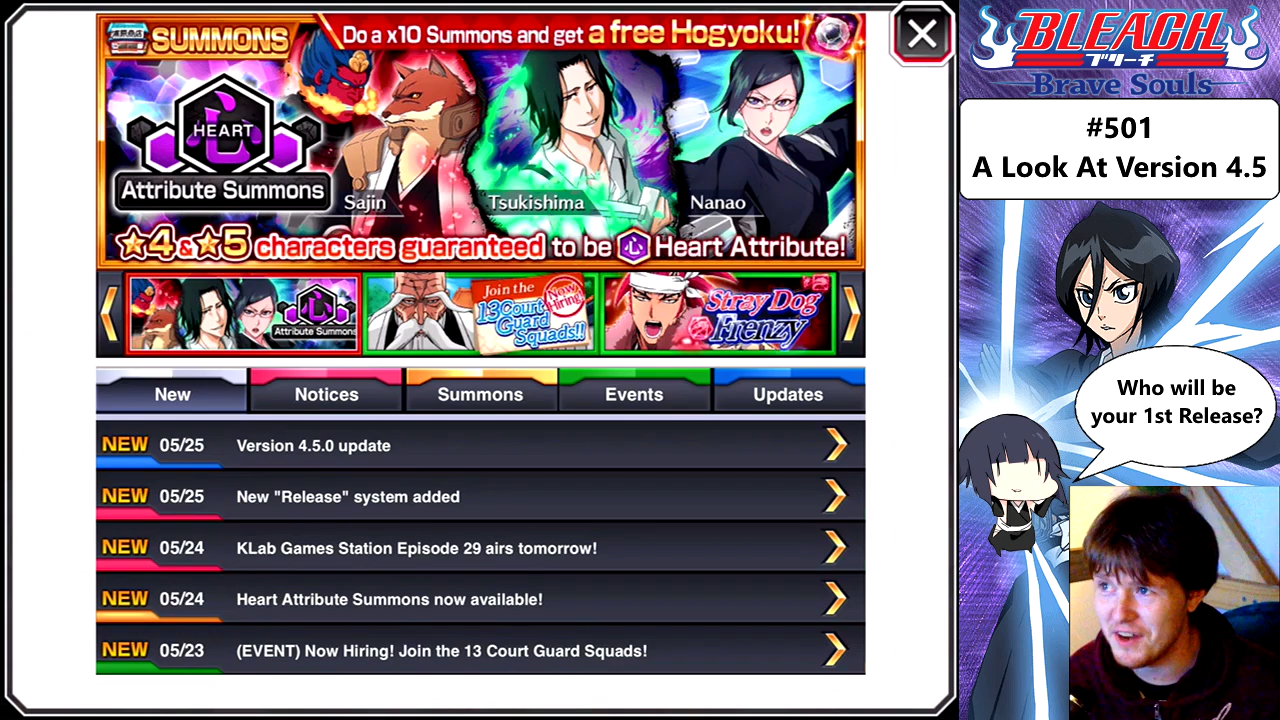 SUMMONS
Do a x10 Summons and get a free Hogyoku!
心
HEART
Attribute Summons
Sajin
Tsukishima
Nanao
★4 & ★5 characters guaranteed to be 心 Heart Attribute!
Attribute Summons
Join the
Now Hiring!
13 Court
Guard
Squads!!
Stray Dog
Frenzy
New
Notices
Summons
Events
Updates
NEW 05/25 Version 4.5.0 update
NEW 05/25 New "Release" system added
NEW 05/24 KLab Games Station Episode 29 airs tomorrow!
NEW 05/24 Heart Attribute Summons now available!
NEW 05/23 (EVENT) Now Hiring! Join the 13 Court Guard Squads!
BLEACH
ブリーチ
Brave Souls
#501
A Look At Version 4.5
Who will be
your 1st Release?